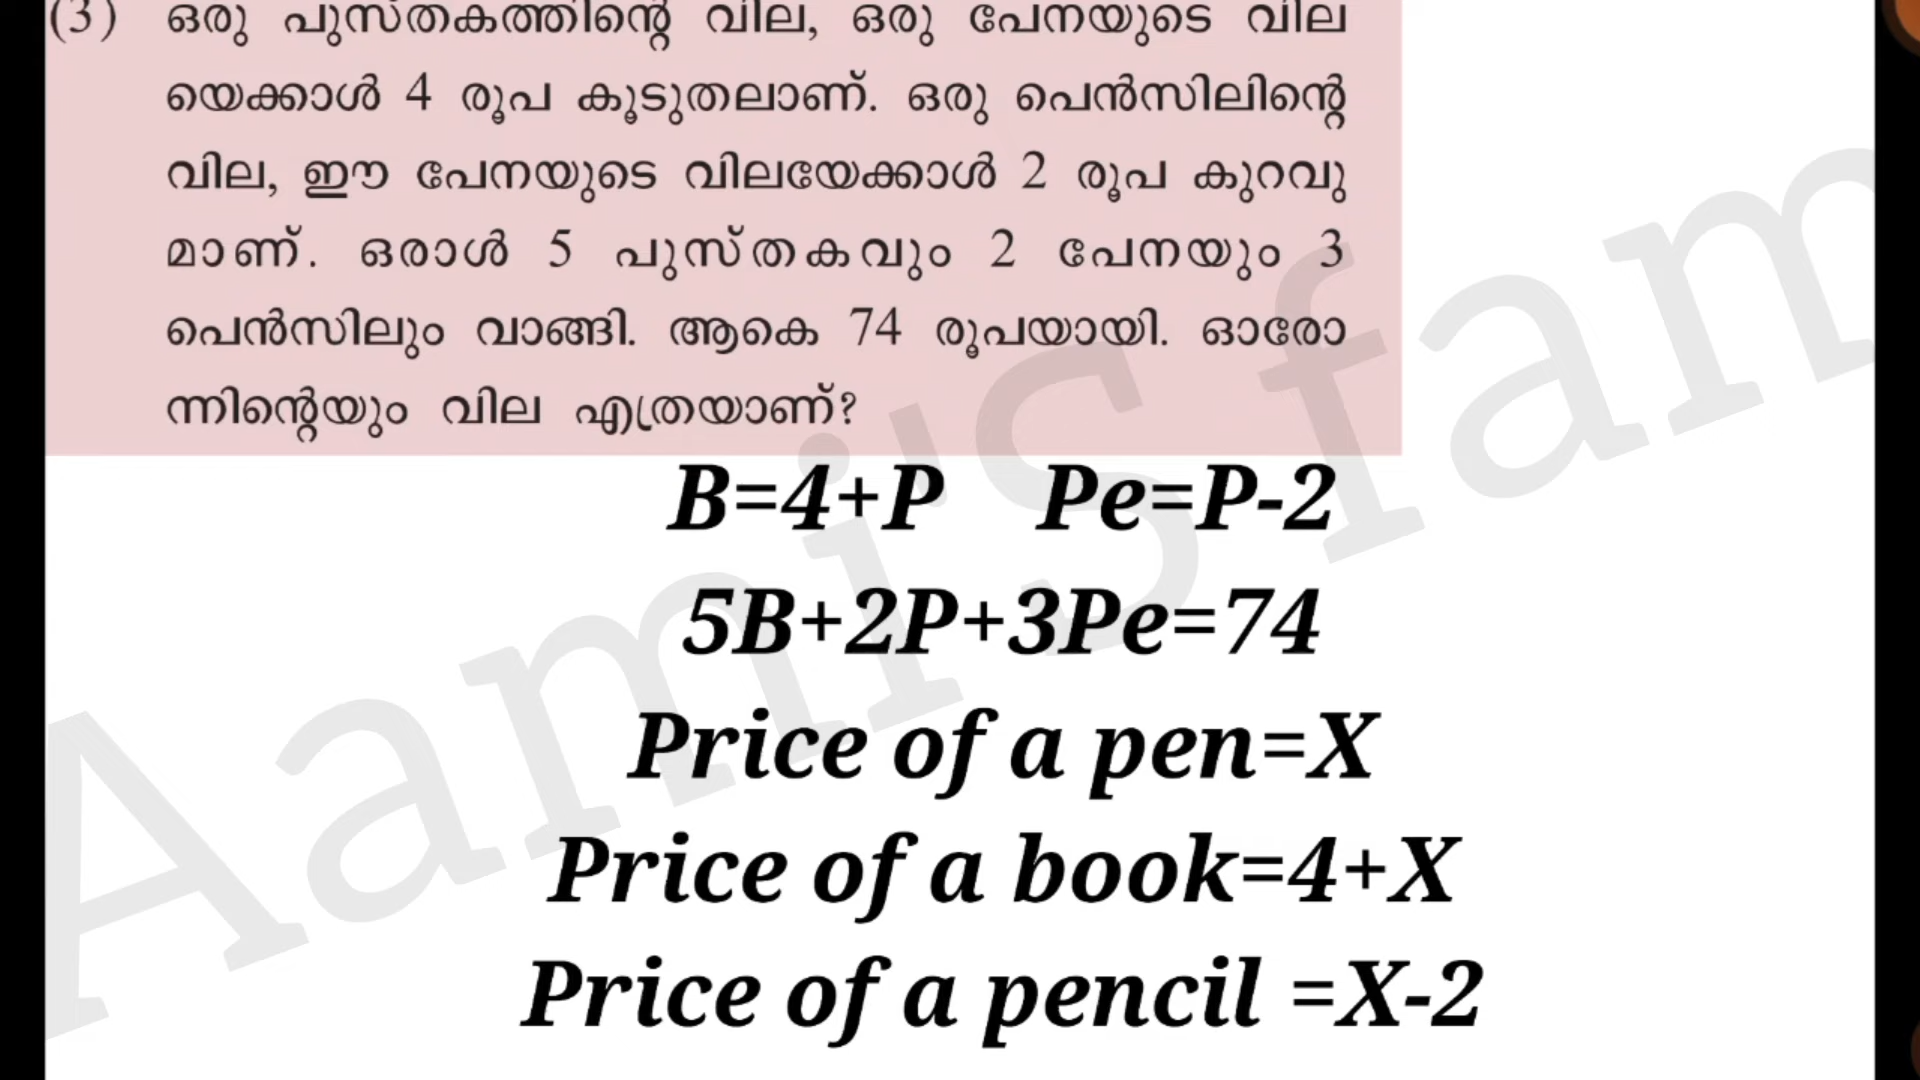 (3) ഒരു പുസ്തകത്തിന്റെ വില, ഒരു പേനയുടെ വില
യെക്കാൾ 4 രൂപ കൂടുതലാണ്. ഒരു പെൻസിലിന്റെ
വില, ഈ പേനയുടെ വിലയേക്കാൾ 2 രൂപ കുറവു
മാണ്. ഒരാൾ 5 പുസ്തകവും 2 പേനയും 3
പെൻസിലും വാങ്ങി. ആകെ 74 രൂപയായി. ഓരോ
ന്നിന്റെയും വില എത്രയാണ്?
B=4+P Pe=P-2
5B+2P+3Pe=74
Price of a pen=X
Price of a book=4+X
Price of a pencil =X-2
Aami'S fam